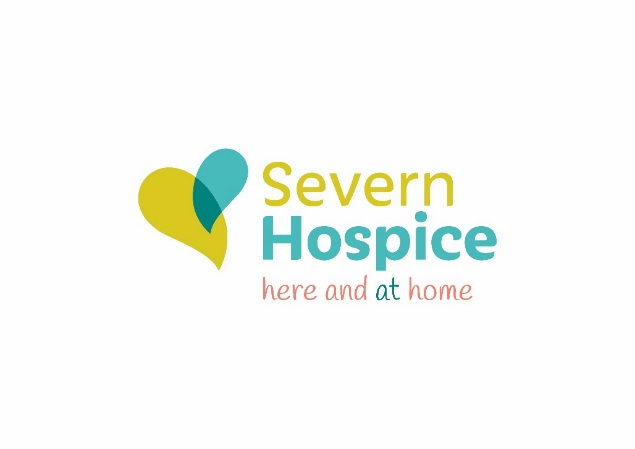 Severn
Hospice
here and at home